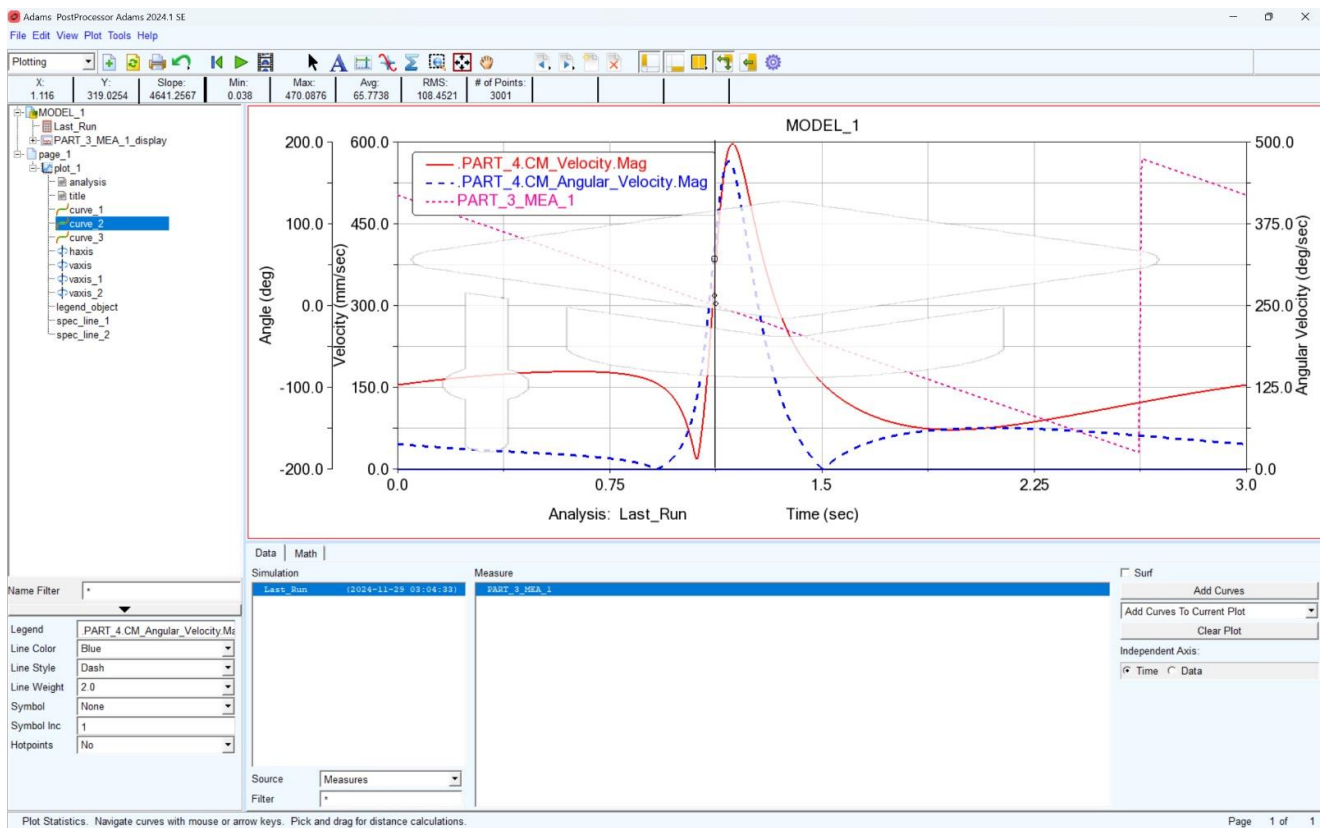 Adams PostProcessor Adams 2024.1 SE
File Edit View Plot Tools Help
Plotting
X: Y: Slope: Min: Max: Avg: RMS: # of Points:
1.116 319.0254 4641.2567 0.038 470.0876 65.7738 108.4521 3001
MODEL_1
Last_Run
PART_3_MEA_1_display
page_1
plot_1
analysis
title
curve_1
curve_2
curve_3
haxis
vaxis
vaxis_1
vaxis_2
legend_object
spec_line_1
spec_line_2
Name Filter *
Legend .PART_4.CM_Angular_Velocity.Ma
Line Color Blue
Line Style Dash
Line Weight 2.0
Symbol None
Symbol Inc 1
Hotpoints No
MODEL_1
.PART_4.CM_Velocity.Mag
.PART_4.CM_Angular_Velocity.Mag
PART_3_MEA_1
Angle (deg)
200.0
100.0
0.0
-100.0
-200.0
Velocity (mm/sec)
600.0
450.0
300.0
150.0
0.0
Angular Velocity (deg/sec)
500.0
375.0
250.0
125.0
0.0
0.0 0.75 1.5 2.25 3.0
Analysis: Last_Run Time (sec)
Data Math
Simulation Measure
Last_Run (2024-11-29 03:04:33) PART_3_MEA_1
Source Measures
Filter *
Surf
Add Curves
Add Curves To Current Plot
Clear Plot
Independent Axis:
Time Data
Plot Statistics. Navigate curves with mouse or arrow keys. Pick and drag for distance calculations. Page 1 of 1